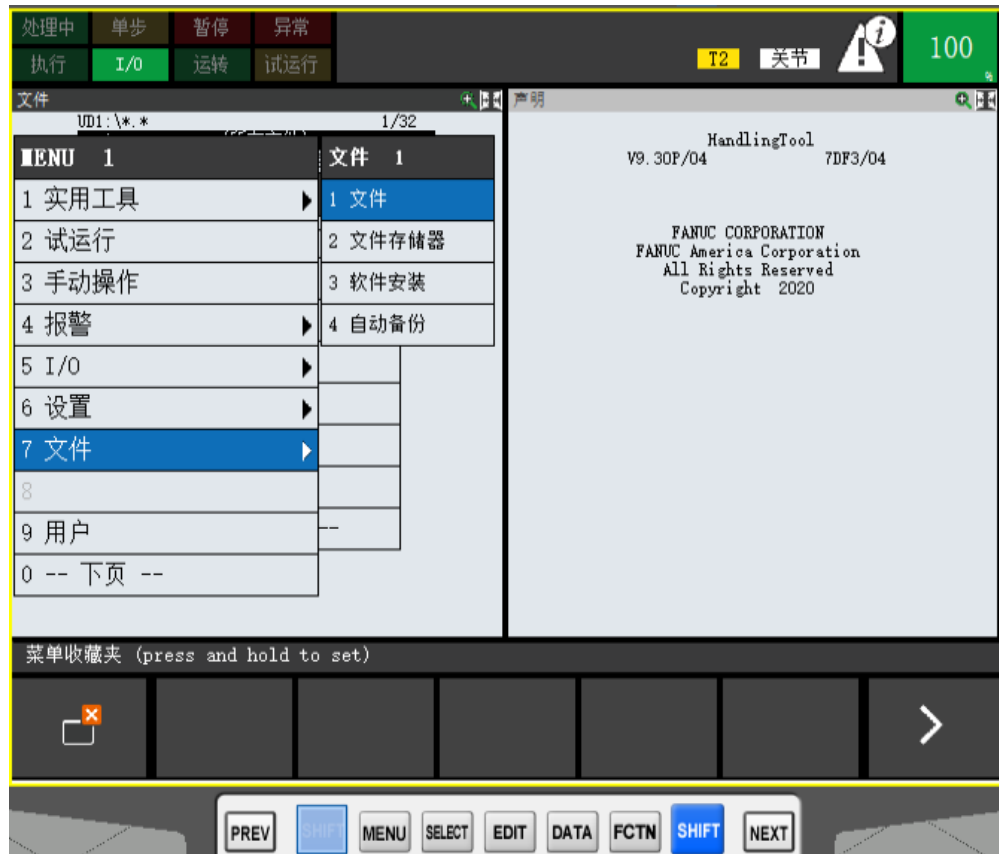 处理中 单步 暂停 异常
执行 I/O 运转 试运行
T2 关节 100 %
文件
UD1:\*.* 1/32
MENU 1
1 实用工具
2 试运行
3 手动操作
4 报警
5 I/O
6 设置
7 文件
8
9 用户
0 -- 下页 --
文件 1
1 文件
2 文件存储器
3 软件安装
4 自动备份
--
声明
HandlingTool
V9.30P/04 7DF3/04
FANUC CORPORATION
FANUC America Corporation
All Rights Reserved
Copyright 2020
菜单收藏夹 (press and hold to set)
PREV SHIFT MENU SELECT EDIT DATA FCTN SHIFT NEXT